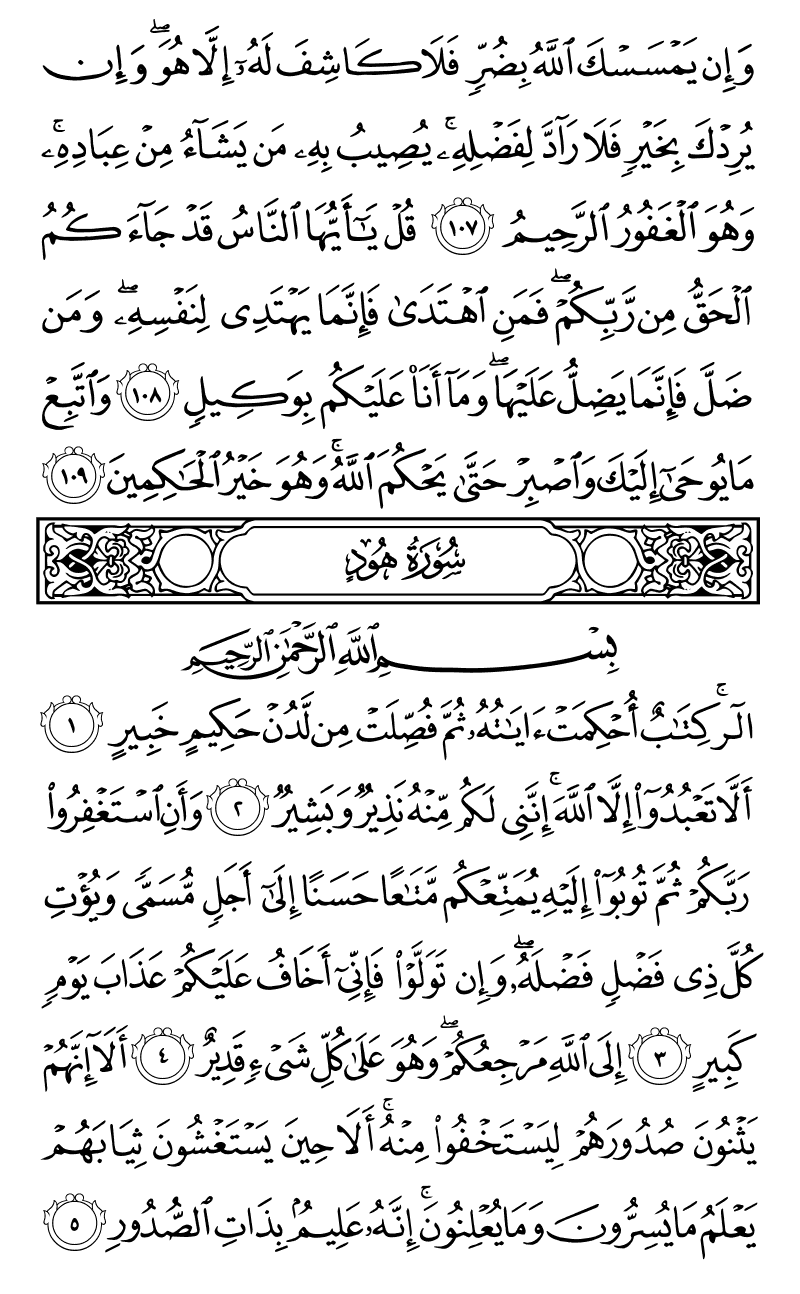 وَإِن يَمۡسَسۡكَ ٱللَّهُ بِضُرّٖ فَلَا كَاشِفَ لَهُۥٓ إِلَّا هُوَۖ وَإِن
يُرِدۡكَ بِخَيۡرٖ فَلَا رَآدَّ لِفَضۡلِهِۦۚ يُصِيبُ بِهِۦ مَن يَشَآءُ مِنۡ عِبَادِهِۦۚ
وَهُوَ ٱلۡغَفُورُ ٱلرَّحِيمُ ١٠٧ قُلۡ يَٰٓأَيُّهَا ٱلنَّاسُ قَدۡ جَآءَكُمُ
ٱلۡحَقُّ مِن رَّبِّكُمۡۖ فَمَنِ ٱهۡتَدَىٰ فَإِنَّمَا يَهۡتَدِي لِنَفۡسِهِۦۖ وَمَن
ضَلَّ فَإِنَّمَا يَضِلُّ عَلَيۡهَاۖ وَمَآ أَنَا۠ عَلَيۡكُم بِوَكِيلٖ ١٠٨ وَٱتَّبِعۡ
مَا يُوحَىٰٓ إِلَيۡكَ وَٱصۡبِرۡ حَتَّىٰ يَحۡكُمَ ٱللَّهُۚ وَهُوَ خَيۡرُ ٱلۡحَٰكِمِينَ ١٠٩
سُورَةُ هُودٍ
بِسۡمِ ٱللَّهِ ٱلرَّحۡمَٰنِ ٱلرَّحِيمِ
الٓرۚ كِتَٰبٌ أُحۡكِمَتۡ ءَايَٰتُهُۥ ثُمَّ فُصِّلَتۡ مِن لَّدُنۡ حَكِيمٍ خَبِيرٍ ١
أَلَّا تَعۡبُدُوٓاْ إِلَّا ٱللَّهَۚ إِنَّنِي لَكُم مِّنۡهُ نَذِيرٞ وَبَشِيرٞ ٢ وَأَنِ ٱسۡتَغۡفِرُواْ
رَبَّكُمۡ ثُمَّ تُوبُوٓاْ إِلَيۡهِ يُمَتِّعۡكُم مَّتَٰعًا حَسَنًا إِلَىٰٓ أَجَلٖ مُّسَمّٗى وَيُؤۡتِ
كُلَّ ذِي فَضۡلٖ فَضۡلَهُۥۖ وَإِن تَوَلَّوۡاْ فَإِنِّيٓ أَخَافُ عَلَيۡكُمۡ عَذَابَ يَوۡمٖ
كَبِيرٍ ٣ إِلَى ٱللَّهِ مَرۡجِعُكُمۡۖ وَهُوَ عَلَىٰ كُلِّ شَيۡءٖ قَدِيرٌ ٤ أَلَآ إِنَّهُمۡ
يَثۡنُونَ صُدُورَهُمۡ لِيَسۡتَخۡفُواْ مِنۡهُۚ أَلَا حِينَ يَسۡتَغۡشُونَ ثِيَابَهُمۡ
يَعۡلَمُ مَا يُسِرُّونَ وَمَا يُعۡلِنُونَۚ إِنَّهُۥ عَلِيمُۢ بِذَاتِ ٱلصُّدُورِ ٥